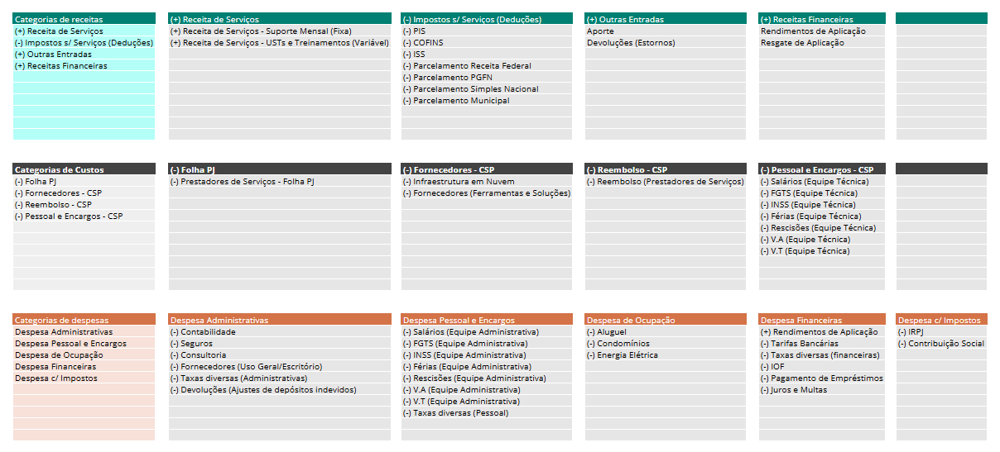 Categorias de receitas
(+) Receita de Serviços
(-) Impostos s/ Serviços (Deduções)
(+) Outras Entradas
(+) Receitas Financeiras
(+) Receita de Serviços
(+) Receita de Serviços - Suporte Mensal (Fixa)
(+) Receita de Serviços - USTs e Treinamentos (Variável)
(-) Impostos s/ Serviços (Deduções)
(-) PIS
(-) COFINS
(-) ISS
(-) Parcelamento Receita Federal
(-) Parcelamento PGFN
(-) Parcelamento Simples Nacional
(-) Parcelamento Municipal
(+) Outras Entradas
Aporte
Devoluções (Estornos)
(+) Receitas Financeiras
Rendimentos de Aplicação
Resgate de Aplicação
Categorias de Custos
(-) Folha PJ
(-) Fornecedores - CSP
(-) Reembolso - CSP
(-) Pessoal e Encargos - CSP
(-) Folha PJ
(-) Prestadores de Serviços - Folha PJ
(-) Fornecedores - CSP
(-) Infraestrutura em Nuvem
(-) Fornecedores (Ferramentas e Soluções)
(-) Reembolso - CSP
(-) Reembolso (Prestadores de Serviços)
(-) Pessoal e Encargos - CSP
(-) Salários (Equipe Técnica)
(-) FGTS (Equipe Técnica)
(-) INSS (Equipe Técnica)
(-) Férias (Equipe Técnica)
(-) Rescisões (Equipe Técnica)
(-) V.A (Equipe Técnica)
(-) V.T (Equipe Técnica)
Categorias de despesas
Despesa Administrativas
Despesa Pessoal e Encargos
Despesa de Ocupação
Despesa Financeiras
Despesa c/ Impostos
Despesa Administrativas
(-) Contabilidade
(-) Seguros
(-) Consultoria
(-) Fornecedores (Uso Geral/Escritório)
(-) Taxas diversas (Administrativas)
(-) Devoluções (Ajustes de depósitos indevidos)
Despesa Pessoal e Encargos
(-) Salários (Equipe Administrativa)
(-) FGTS (Equipe Administrativa)
(-) INSS (Equipe Administrativa)
(-) Férias (Equipe Administrativa)
(-) Rescisões (Equipe Administrativa)
(-) V.A (Equipe Administrativa)
(-) V.T (Equipe Administrativa)
(-) Taxas diversas (Pessoal)
Despesa de Ocupação
(-) Aluguel
(-) Condomínios
(-) Energia Elétrica
Despesa Financeiras
(+) Rendimentos de Aplicação
(-) Tarifas Bancárias
(-) Taxas diversas (financeiras)
(-) IOF
(-) Pagamento de Empréstimos
(-) Juros e Multas
Despesa c/ Impostos
(-) IRPJ
(-) Contribuição Social